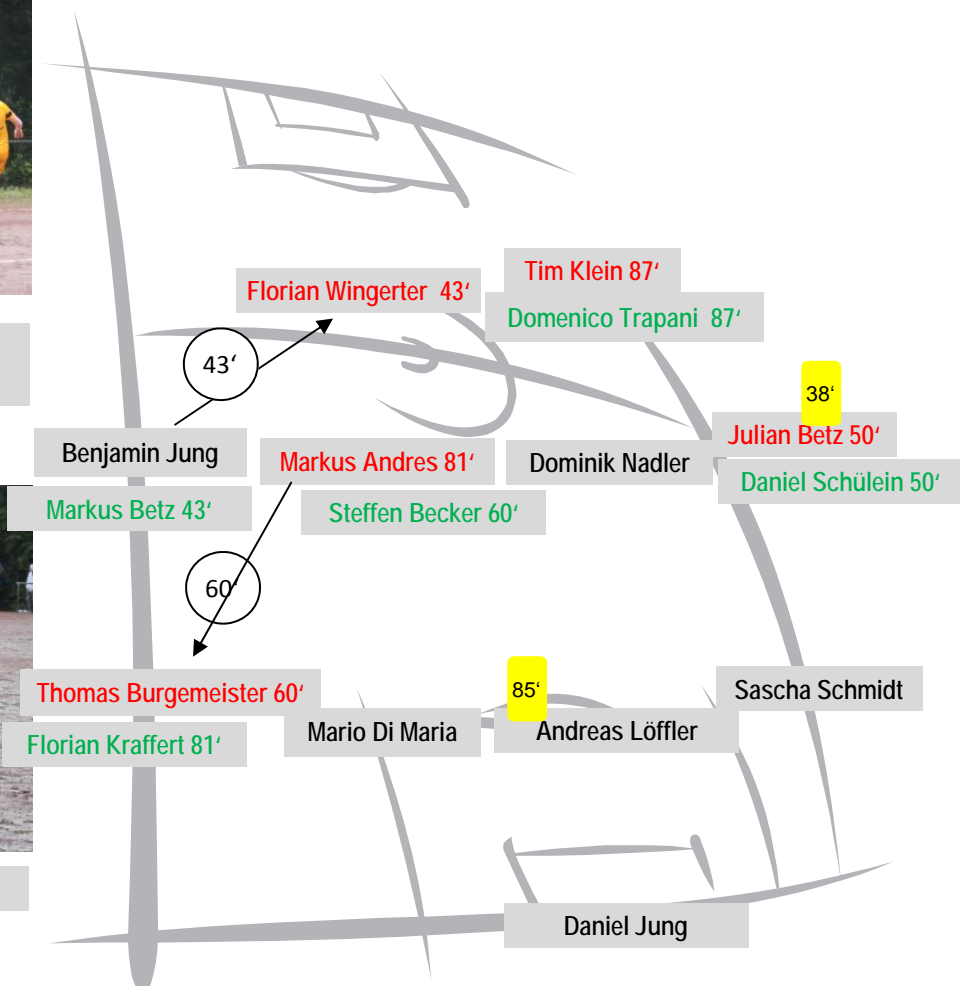 Tim Klein 87‘
Florian Wingerter 43‘
Domenico Trapani 87‘
43‘
38‘
Julian Betz 50‘
Benjamin Jung
Markus Andres 81‘
Dominik Nadler
Daniel Schülein 50‘
Markus Betz 43‘
Steffen Becker 60‘
60‘
Thomas Burgemeister 60‘
85‘
Sascha Schmidt
Mario Di Maria
Andreas Löffler
Florian Kraffert 81‘
Daniel Jung